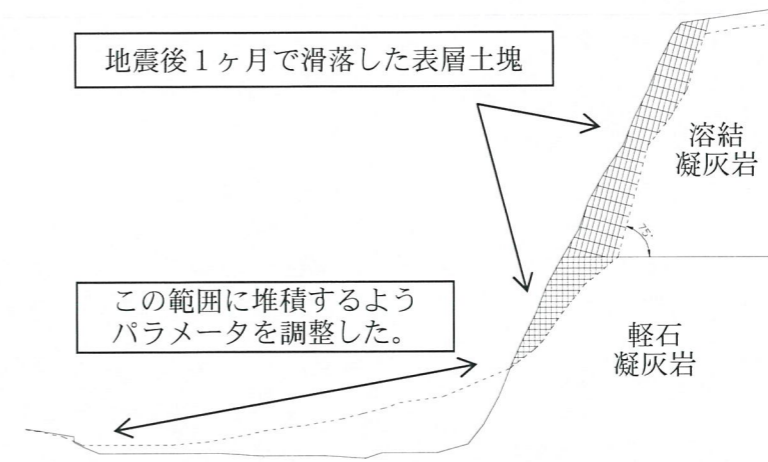 地震後１ヶ月で滑落した表層土塊
溶結
凝灰岩
75°
この範囲に堆積するよう
パラメータを調整した。
軽石
凝灰岩